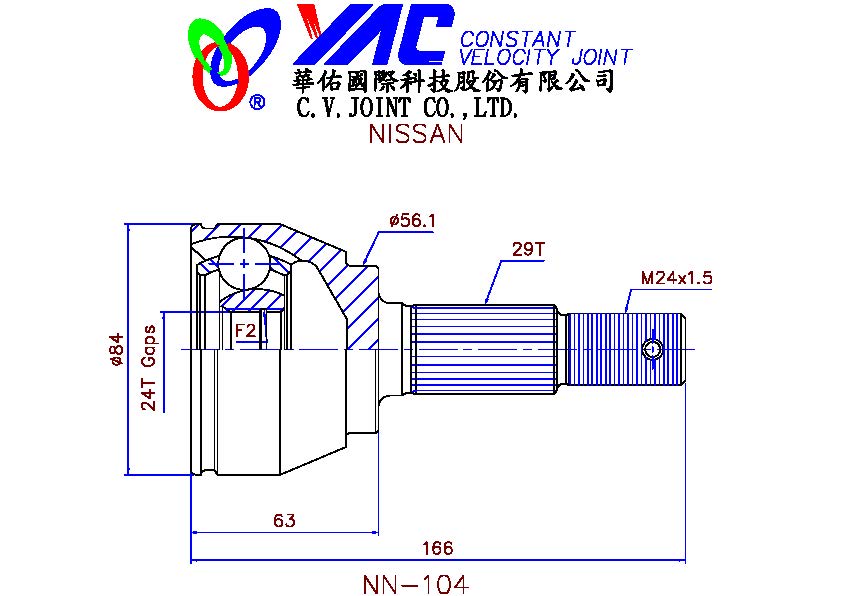 YAC
CONSTANT
VELOCITY JOINT
®
華佑國際科技股份有限公司
C.V.JOINT CO.,LTD.
NISSAN
ø56.1
29T
M24x1.5
F2
ø84
24T Gaps
63
166
NN-104